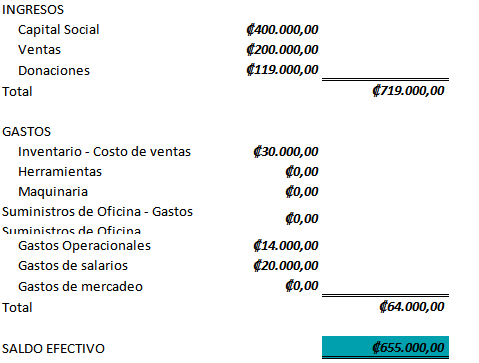 INGRESOS
Capital Social ₡400.000,00
Ventas ₡200.000,00
Donaciones ₡119.000,00
Total ₡719.000,00
GASTOS
Inventario - Costo de ventas ₡30.000,00
Herramientas ₡0,00
Maquinaria ₡0,00
Suministros de Oficina - Gastos ₡0,00
Suministros de Oficina
Gastos Operacionales ₡14.000,00
Gastos de salarios ₡20.000,00
Gastos de mercadeo ₡0,00
Total ₡64.000,00
SALDO EFECTIVO ₡655.000,00